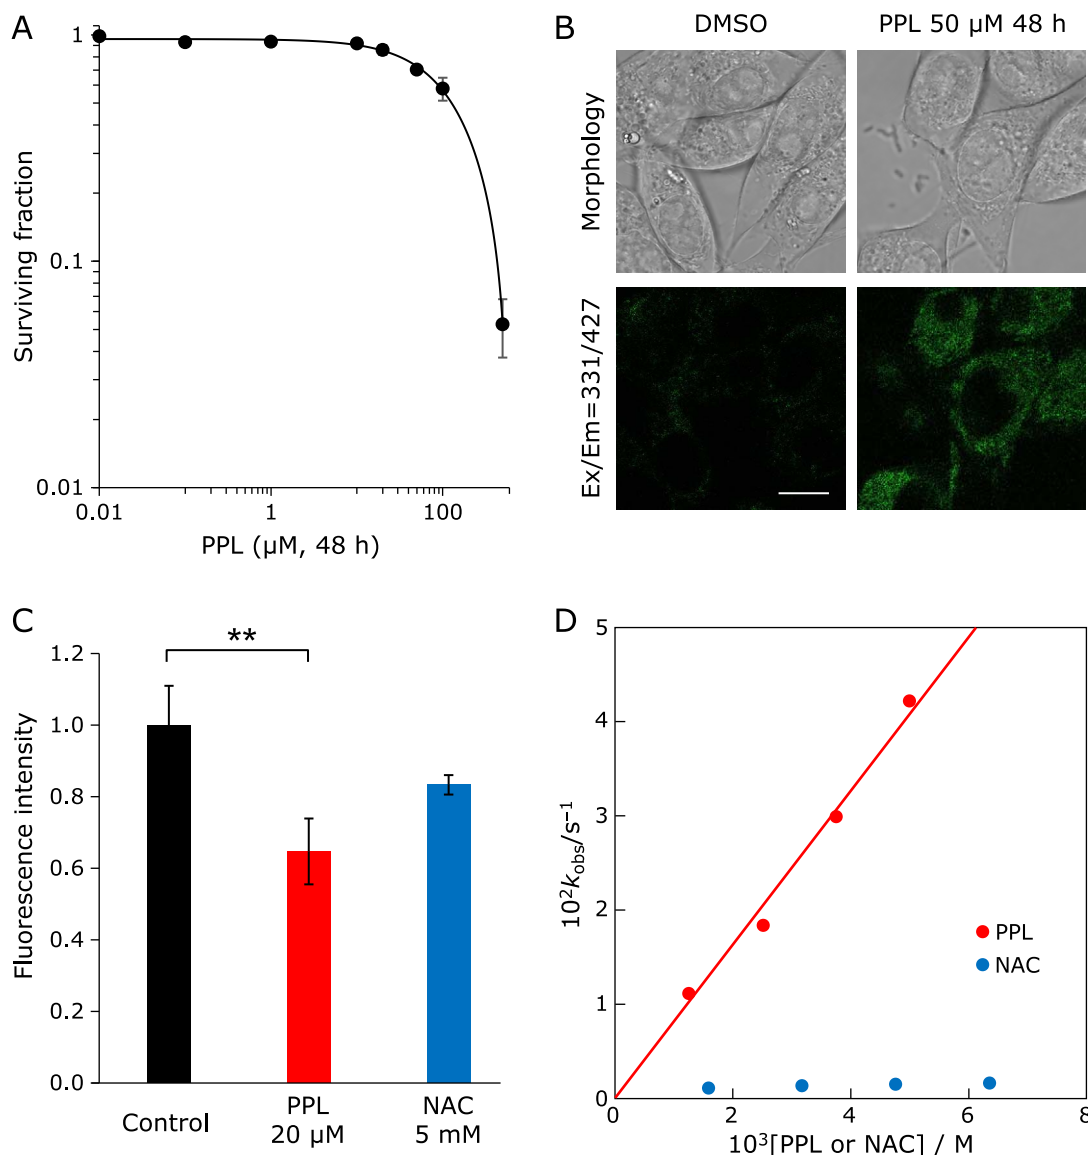 A
1
0.1
0.01
Surviving fraction
0.01
1
100
PPL (μM, 48 h)
B
DMSO
PPL 50 μM 48 h
Morphology
Ex/Em=331/427
C
**
1.2
1.0
0.8
0.6
0.4
0.2
0.0
Fluorescence intensity
Control
PPL
20 μM
NAC
5 mM
D
5
4
3
2
1
0
10²k_obs/s⁻¹
PPL
NAC
0
2
4
6
8
10³[PPL or NAC] / M